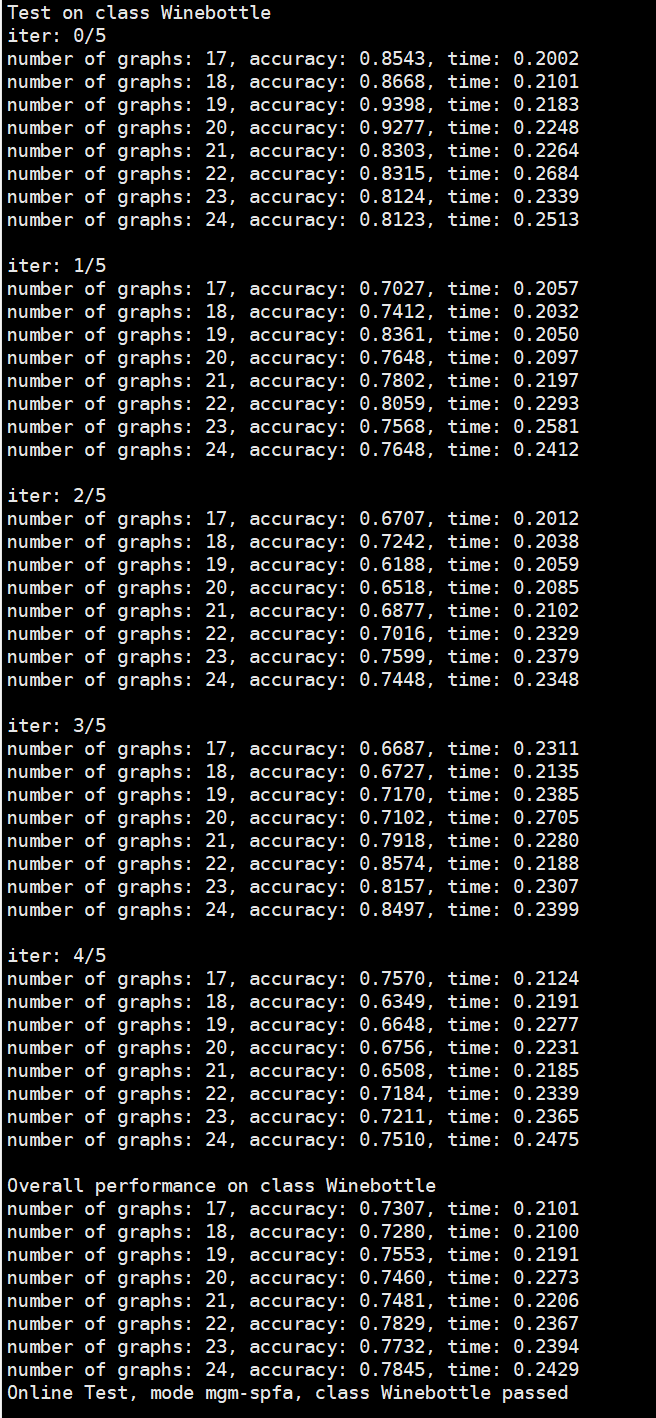 Test on class Winebottle
iter: 0/5
number of graphs: 17, accuracy: 0.8543, time: 0.2002
number of graphs: 18, accuracy: 0.8668, time: 0.2101
number of graphs: 19, accuracy: 0.9398, time: 0.2183
number of graphs: 20, accuracy: 0.9277, time: 0.2248
number of graphs: 21, accuracy: 0.8303, time: 0.2264
number of graphs: 22, accuracy: 0.8315, time: 0.2684
number of graphs: 23, accuracy: 0.8124, time: 0.2339
number of graphs: 24, accuracy: 0.8123, time: 0.2513
iter: 1/5
number of graphs: 17, accuracy: 0.7027, time: 0.2057
number of graphs: 18, accuracy: 0.7412, time: 0.2032
number of graphs: 19, accuracy: 0.8361, time: 0.2050
number of graphs: 20, accuracy: 0.7648, time: 0.2097
number of graphs: 21, accuracy: 0.7802, time: 0.2197
number of graphs: 22, accuracy: 0.8059, time: 0.2293
number of graphs: 23, accuracy: 0.7568, time: 0.2581
number of graphs: 24, accuracy: 0.7648, time: 0.2412
iter: 2/5
number of graphs: 17, accuracy: 0.6707, time: 0.2012
number of graphs: 18, accuracy: 0.7242, time: 0.2038
number of graphs: 19, accuracy: 0.6188, time: 0.2059
number of graphs: 20, accuracy: 0.6518, time: 0.2085
number of graphs: 21, accuracy: 0.6877, time: 0.2102
number of graphs: 22, accuracy: 0.7016, time: 0.2329
number of graphs: 23, accuracy: 0.7599, time: 0.2379
number of graphs: 24, accuracy: 0.7448, time: 0.2348
iter: 3/5
number of graphs: 17, accuracy: 0.6687, time: 0.2311
number of graphs: 18, accuracy: 0.6727, time: 0.2135
number of graphs: 19, accuracy: 0.7170, time: 0.2385
number of graphs: 20, accuracy: 0.7102, time: 0.2705
number of graphs: 21, accuracy: 0.7918, time: 0.2280
number of graphs: 22, accuracy: 0.8574, time: 0.2188
number of graphs: 23, accuracy: 0.8157, time: 0.2307
number of graphs: 24, accuracy: 0.8497, time: 0.2399
iter: 4/5
number of graphs: 17, accuracy: 0.7570, time: 0.2124
number of graphs: 18, accuracy: 0.6349, time: 0.2191
number of graphs: 19, accuracy: 0.6648, time: 0.2277
number of graphs: 20, accuracy: 0.6756, time: 0.2231
number of graphs: 21, accuracy: 0.6508, time: 0.2185
number of graphs: 22, accuracy: 0.7184, time: 0.2339
number of graphs: 23, accuracy: 0.7211, time: 0.2365
number of graphs: 24, accuracy: 0.7510, time: 0.2475
Overall performance on class Winebottle
number of graphs: 17, accuracy: 0.7307, time: 0.2101
number of graphs: 18, accuracy: 0.7280, time: 0.2100
number of graphs: 19, accuracy: 0.7553, time: 0.2191
number of graphs: 20, accuracy: 0.7460, time: 0.2273
number of graphs: 21, accuracy: 0.7481, time: 0.2206
number of graphs: 22, accuracy: 0.7829, time: 0.2367
number of graphs: 23, accuracy: 0.7732, time: 0.2394
number of graphs: 24, accuracy: 0.7845, time: 0.2429
Online Test, mode mgm-spfa, class Winebottle passed